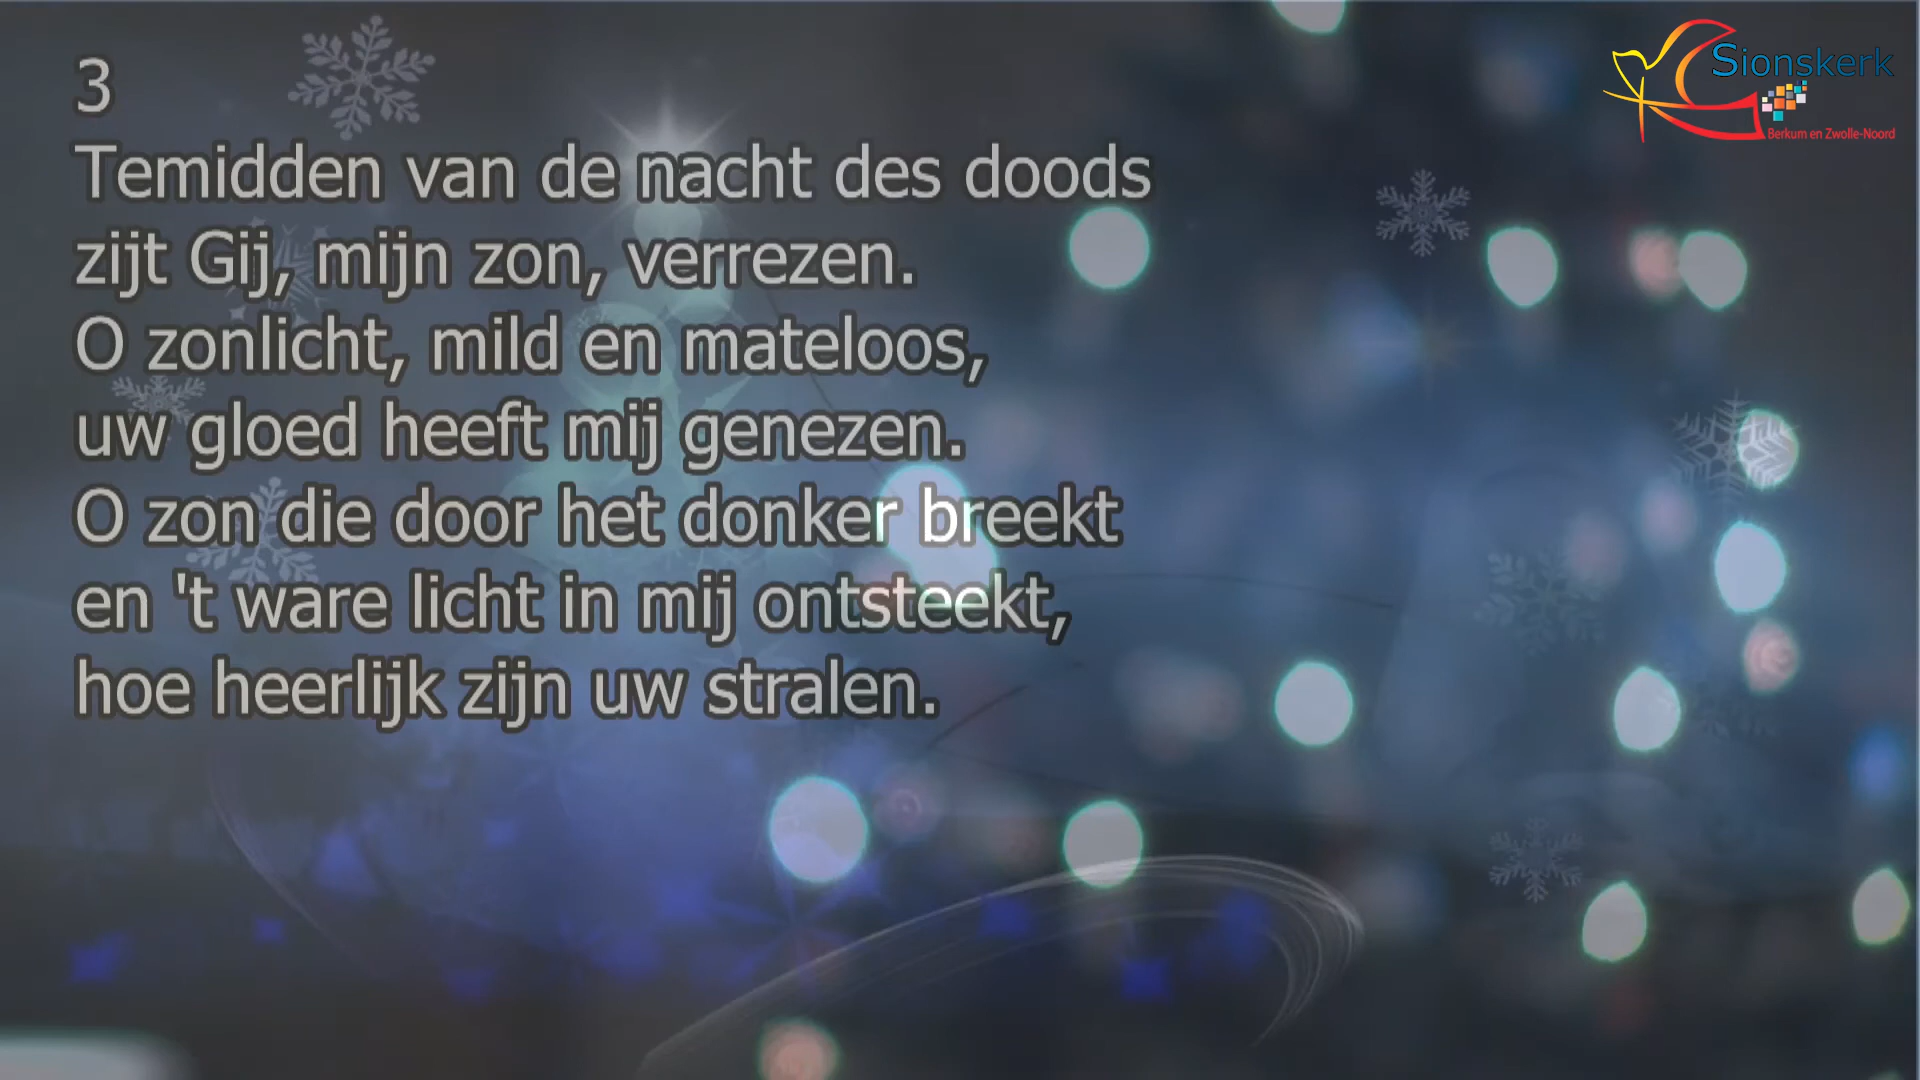 3
Temidden van de nacht des doods
zijt Gij, mijn zon, verrezen.
O zonlicht, mild en mateloos,
uw gloed heeft mij genezen.
O zon die door het donker breekt
en 't ware licht in mij ontsteekt,
hoe heerlijk zijn uw stralen.
Sionskerk
Berkum en Zwolle-Noord